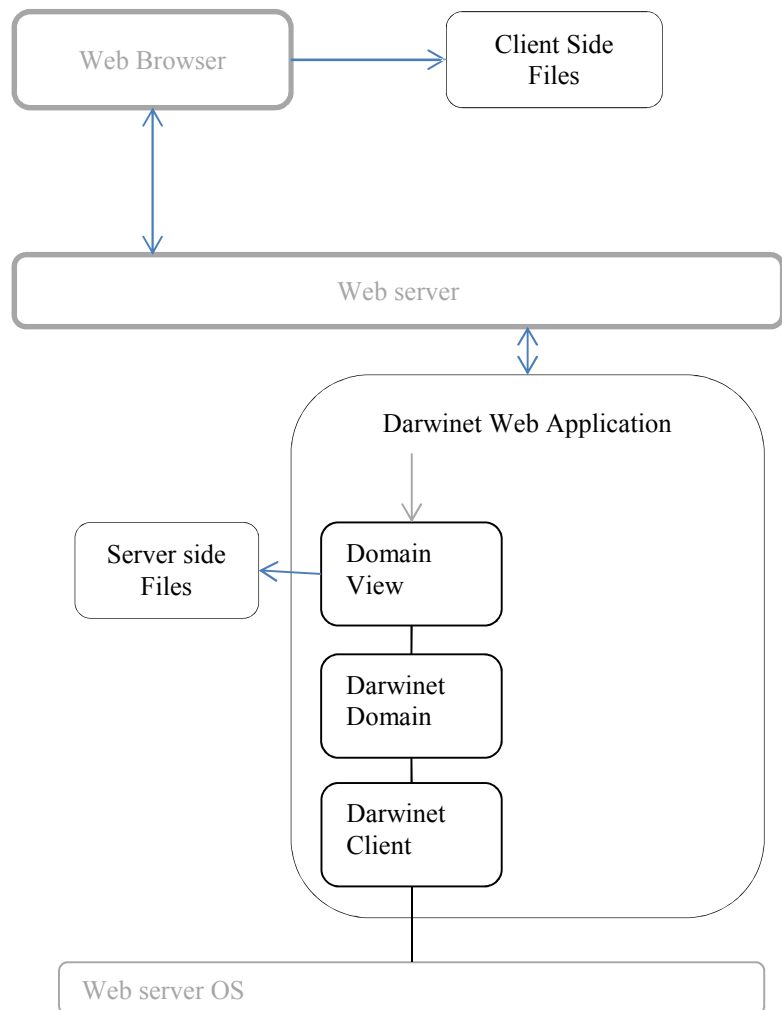 Web Browser
Client Side
Files
Web server
Darwinet Web Application
Server side
Files
Domain
View
Darwinet
Domain
Darwinet
Client
Web server OS